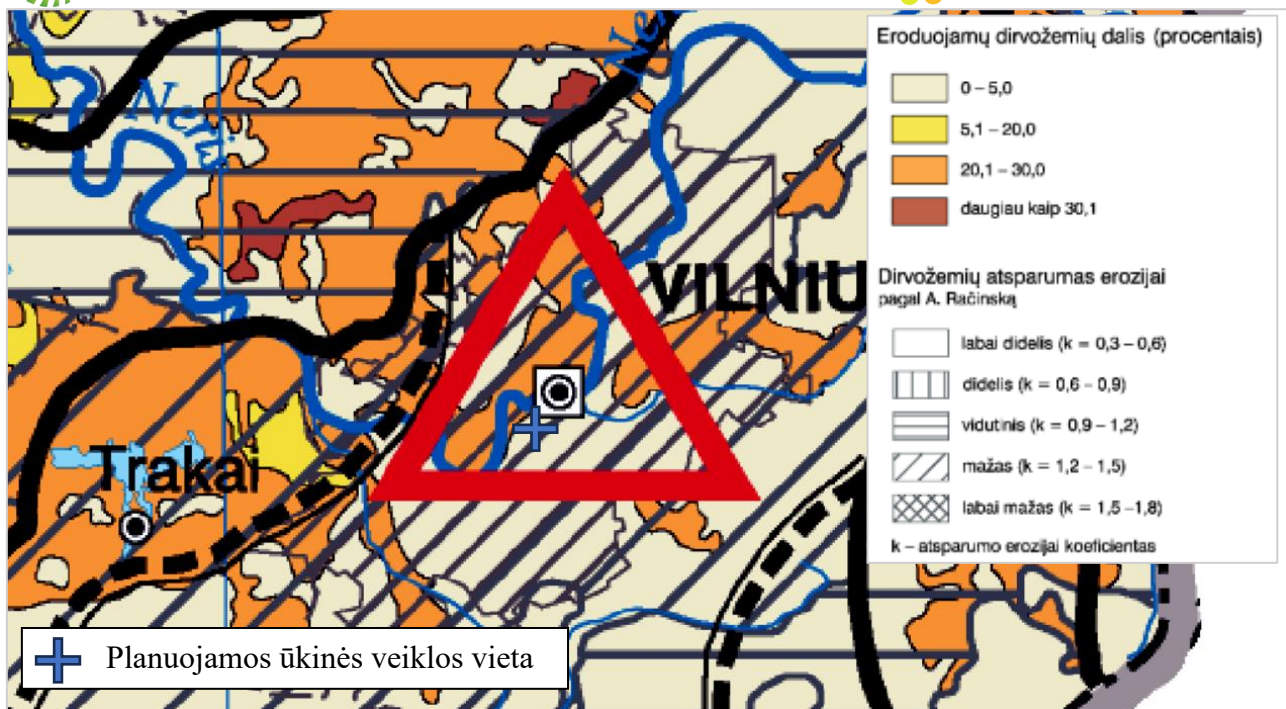 Neris
Ne
VILNIU
Trakai
Planuojamos ūkinės veiklos vieta
Eroduojamų dirvožemių dalis (procentais)
0 – 5,0
5,1 – 20,0
20,1 – 30,0
daugiau kaip 30,1
Dirvožemių atsparumas erozijai
pagal A. Račinską
labai didelis (k = 0,3 – 0,6)
didelis (k = 0,6 – 0,9)
vidutinis (k = 0,9 – 1,2)
mažas (k = 1,2 – 1,5)
labai mažas (k = 1,5 –1,8)
k – atsparumo erozijai koeficientas